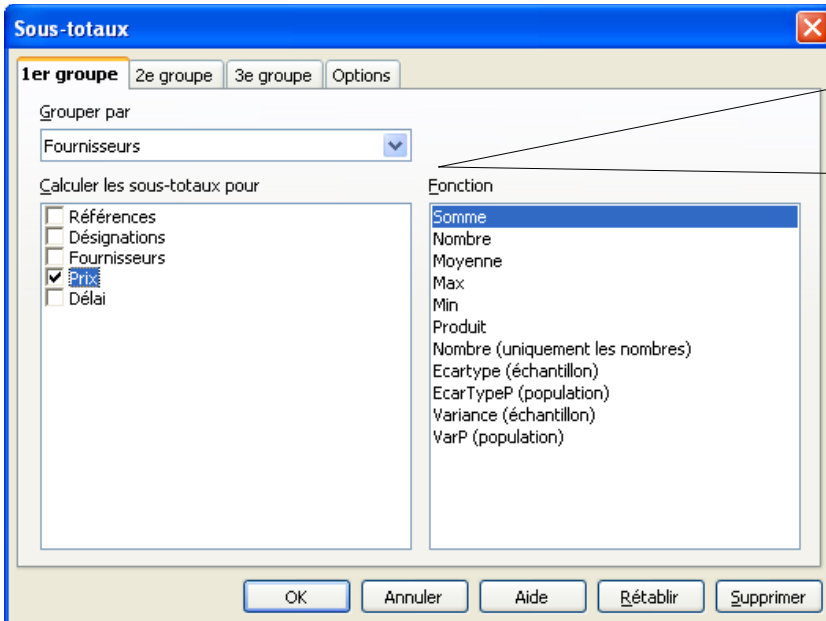 Sous-totaux
1er groupe 2e groupe 3e groupe Options
Grouper par
Fournisseurs
Calculer les sous-totaux pour
Références
Désignations
Fournisseurs
Prix
Délai
Fonction
Somme
Nombre
Moyenne
Max
Min
Produit
Nombre (uniquement les nombres)
Ecartype (échantillon)
EcarTypeP (population)
Variance (échantillon)
VarP (population)
OK Annuler Aide Rétablir Supprimer